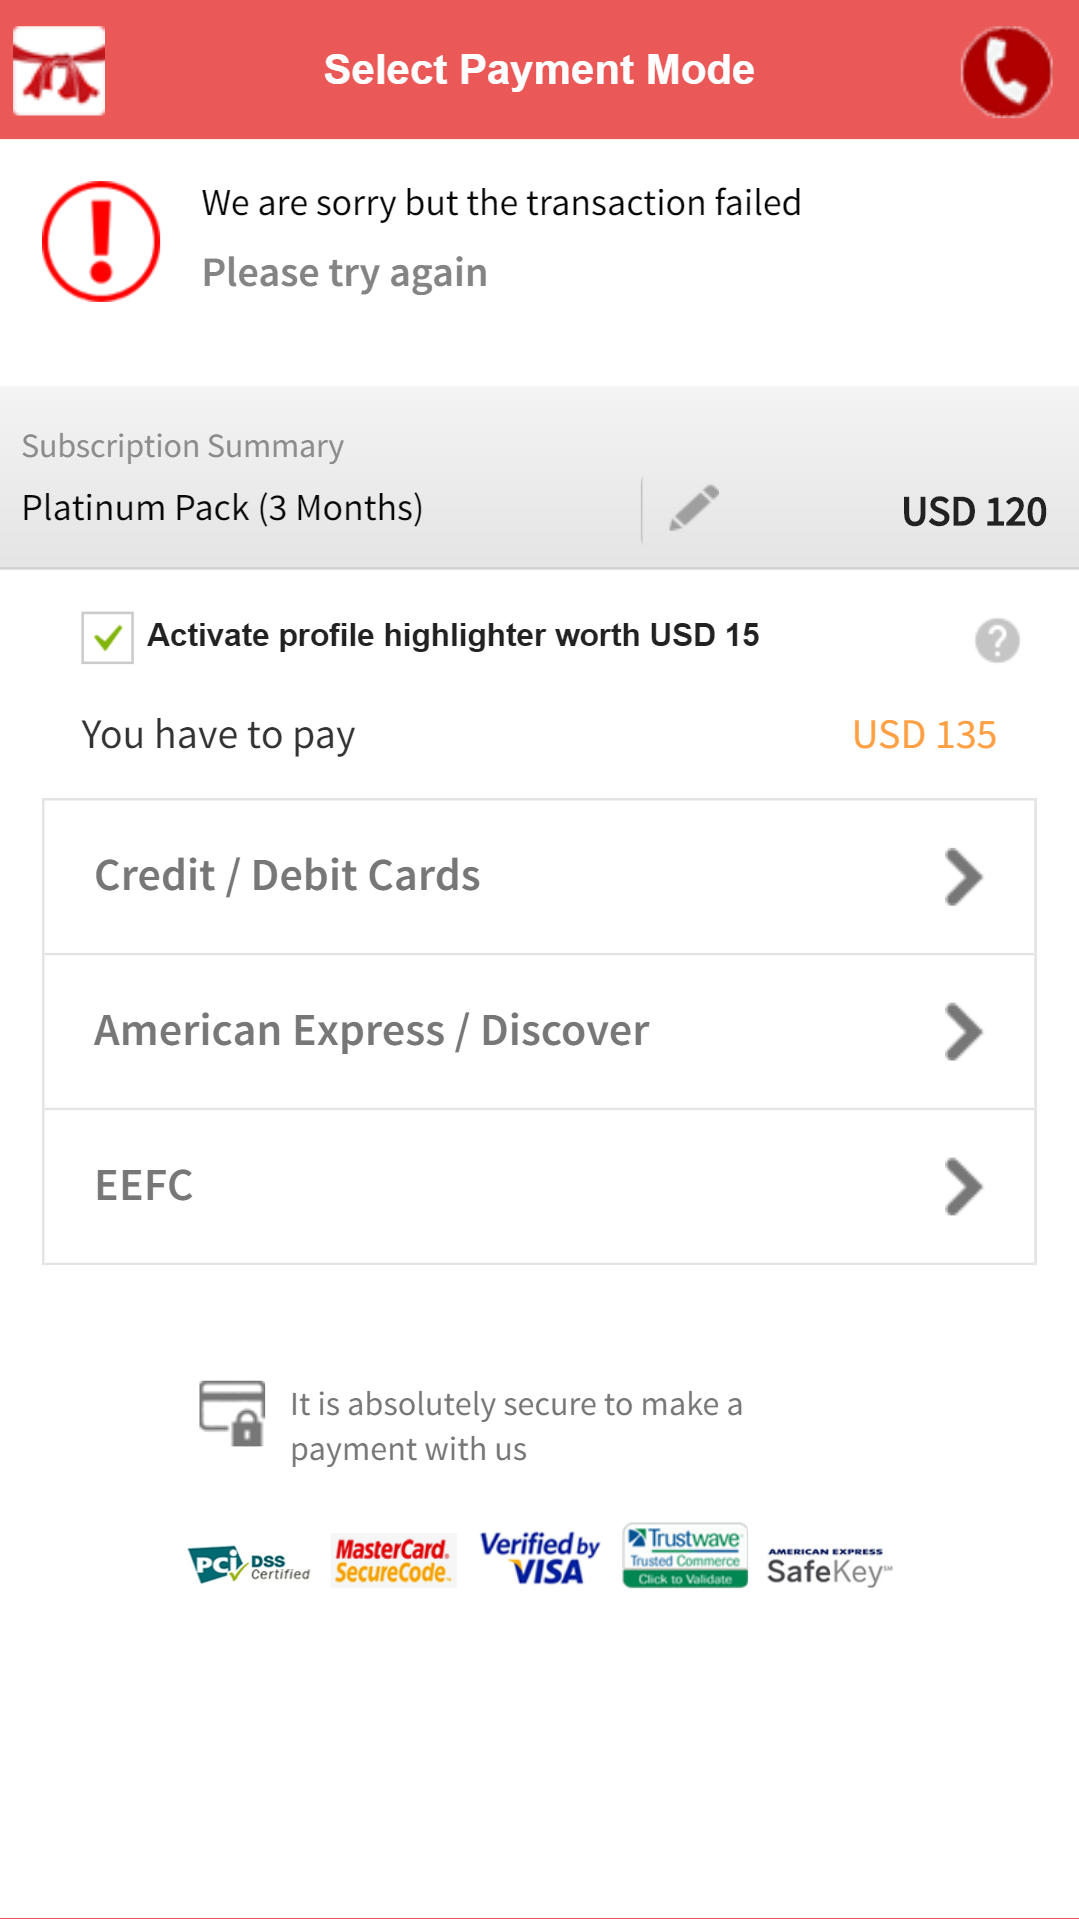 Select Payment Mode
We are sorry but the transaction failed
Please try again
Subscription Summary
Platinum Pack (3 Months)
USD 120
Activate profile highlighter worth USD 15
?
You have to pay
USD 135
Credit / Debit Cards
American Express / Discover
EEFC
It is absolutely secure to make a
payment with us
PCi DSS
Certified
MasterCard.
SecureCode.
Verified by
VISA
Trustwave
Trusted Commerce
Click to Validate
AMERICAN EXPRESS
SafeKey™